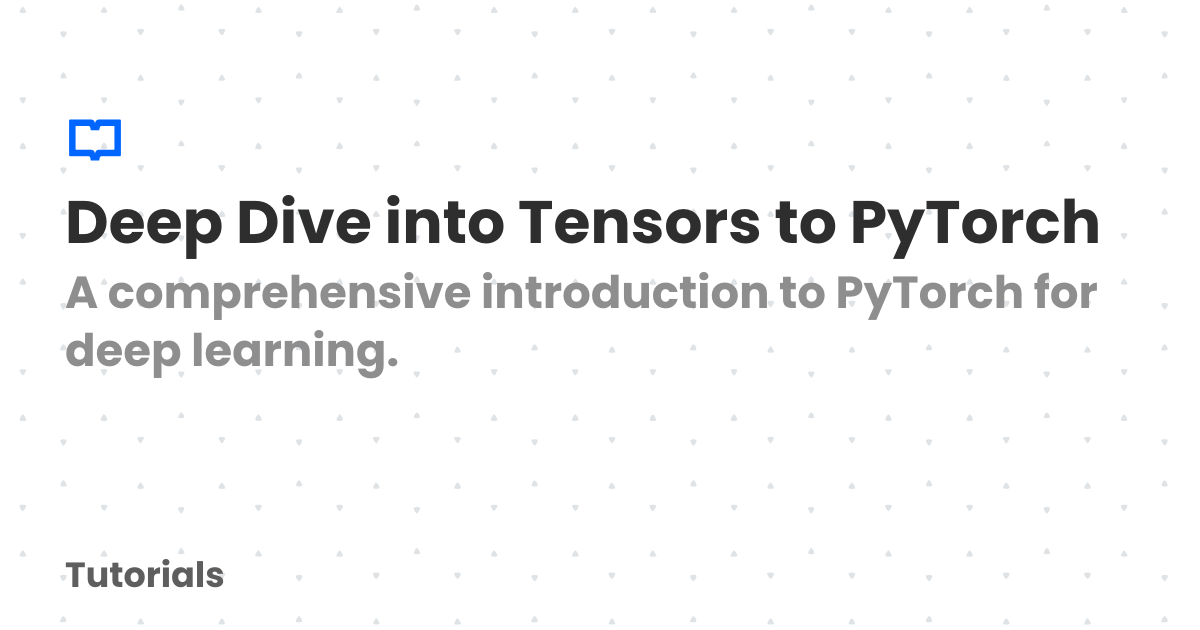 Deep Dive into Tensors to PyTorch
A comprehensive introduction to PyTorch for
deep learning.
Tutorials